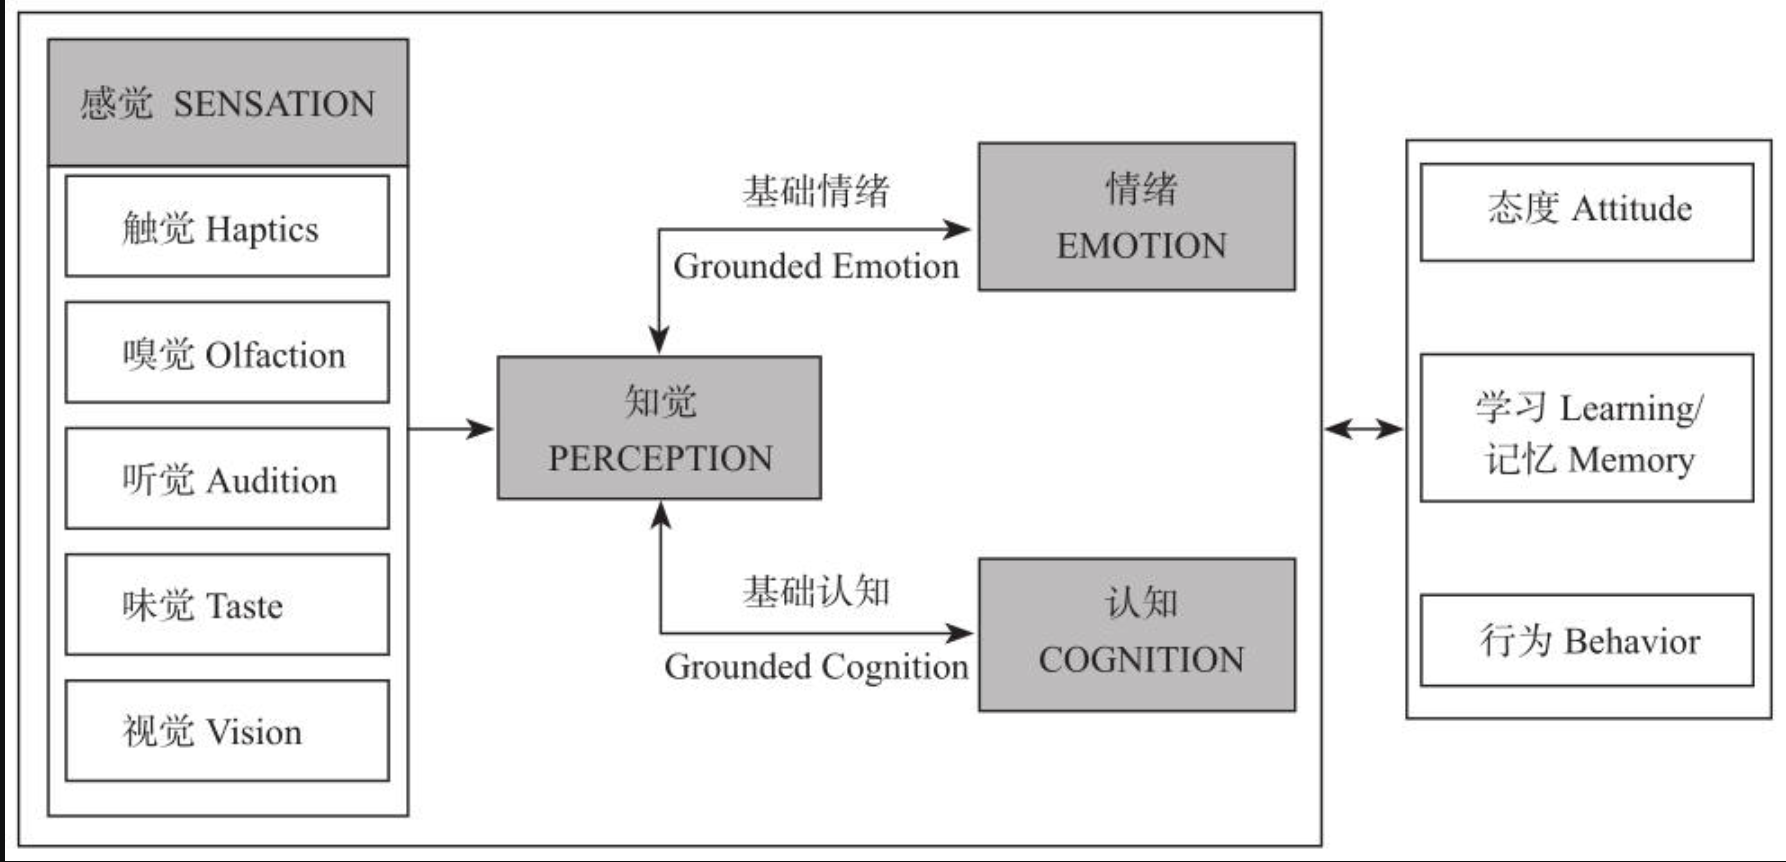 感觉 SENSATION
触觉 Haptics
嗅觉 Olfaction
听觉 Audition
味觉 Taste
视觉 Vision
知觉
PERCEPTION
基础情绪
Grounded Emotion
情绪
EMOTION
基础认知
Grounded Cognition
认知
COGNITION
态度 Attitude
学习 Learning/
记忆 Memory
行为 Behavior